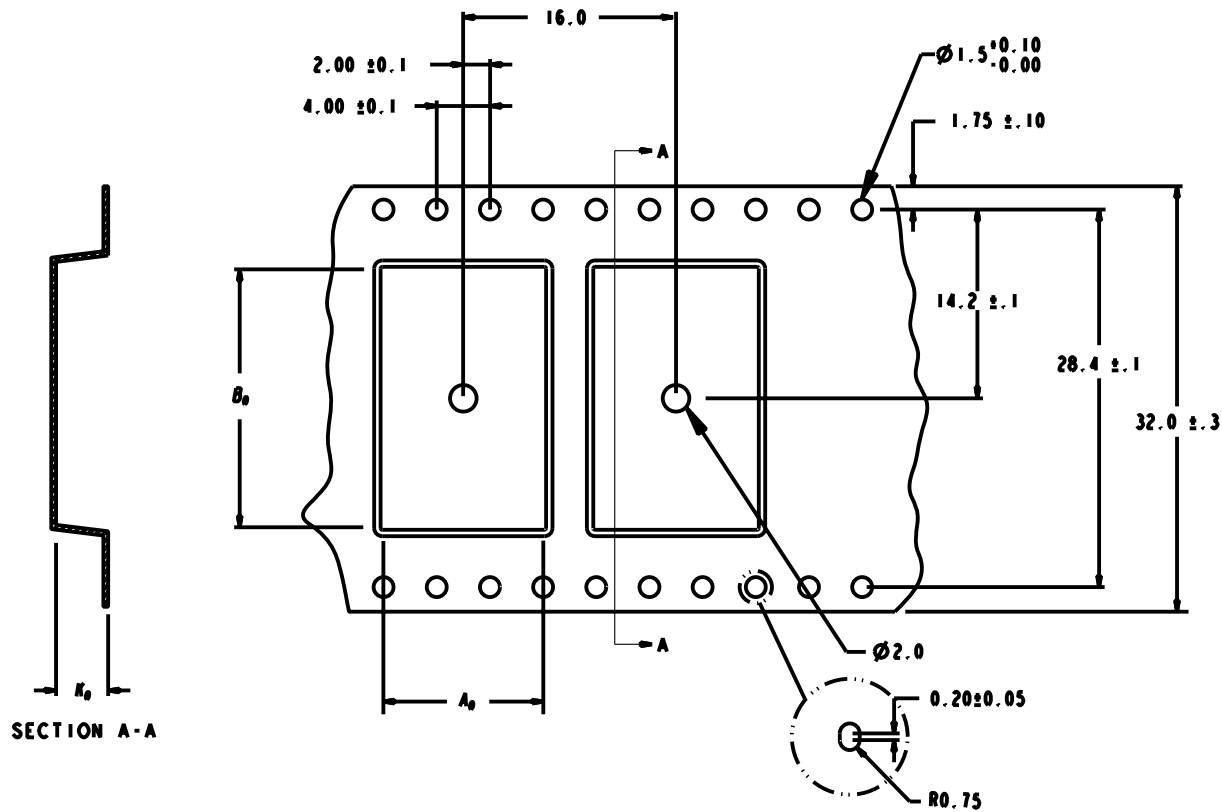 16.0
Ø1.5 +0.10
-0.00
2.00 ±0.1
4.00 ±0.1
1.75 ±.10
A
14.2 ±.1
28.4 ±.1
B₀
32.0 ±.3
A
Ø2.0
K₀
A₀
0.20±0.05
SECTION A-A
R0.75